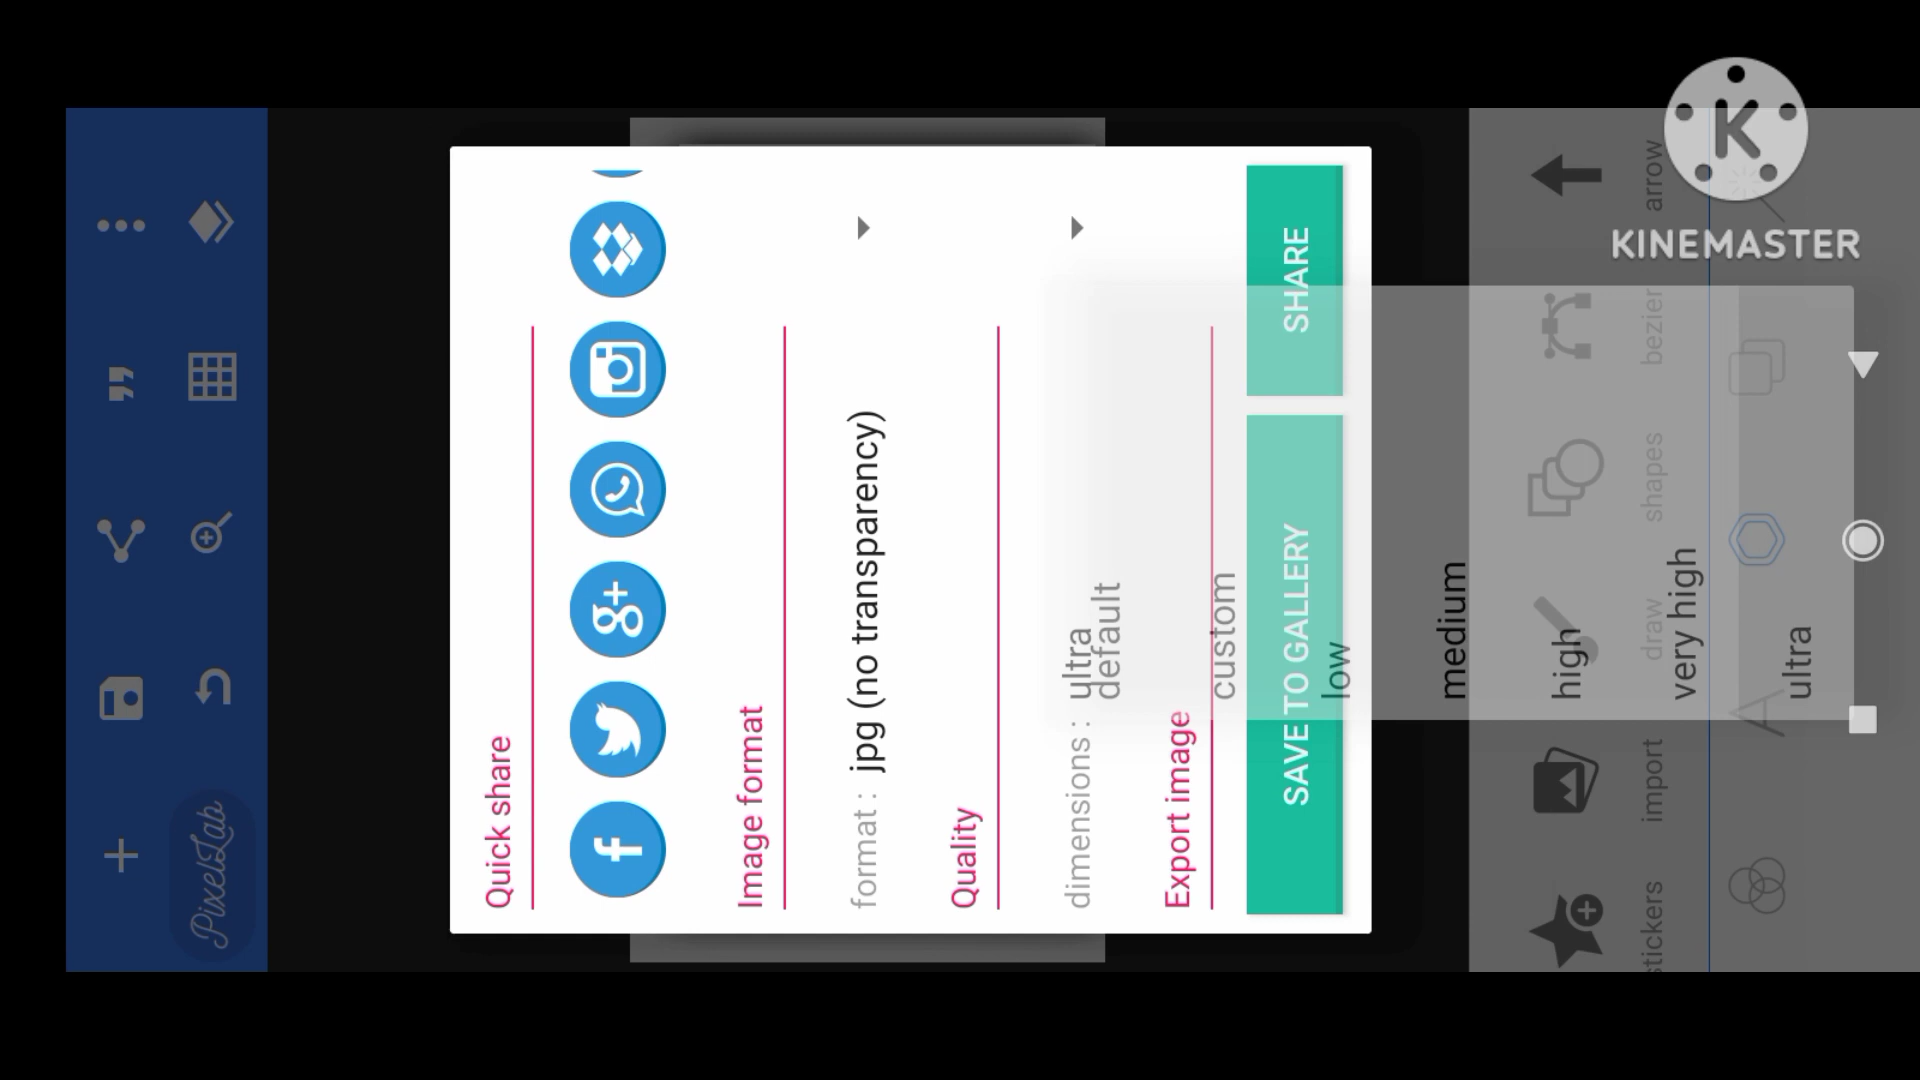 PixelLab
Quick share
Image format
format : jpg (no transparency)
Quality
dimensions : ultra
default
custom
low
medium
high
very high
ultra
Export image
SAVE TO GALLERY
SHARE
stickers
import
draw
shapes
bezier
arrow
K
KINEMASTER